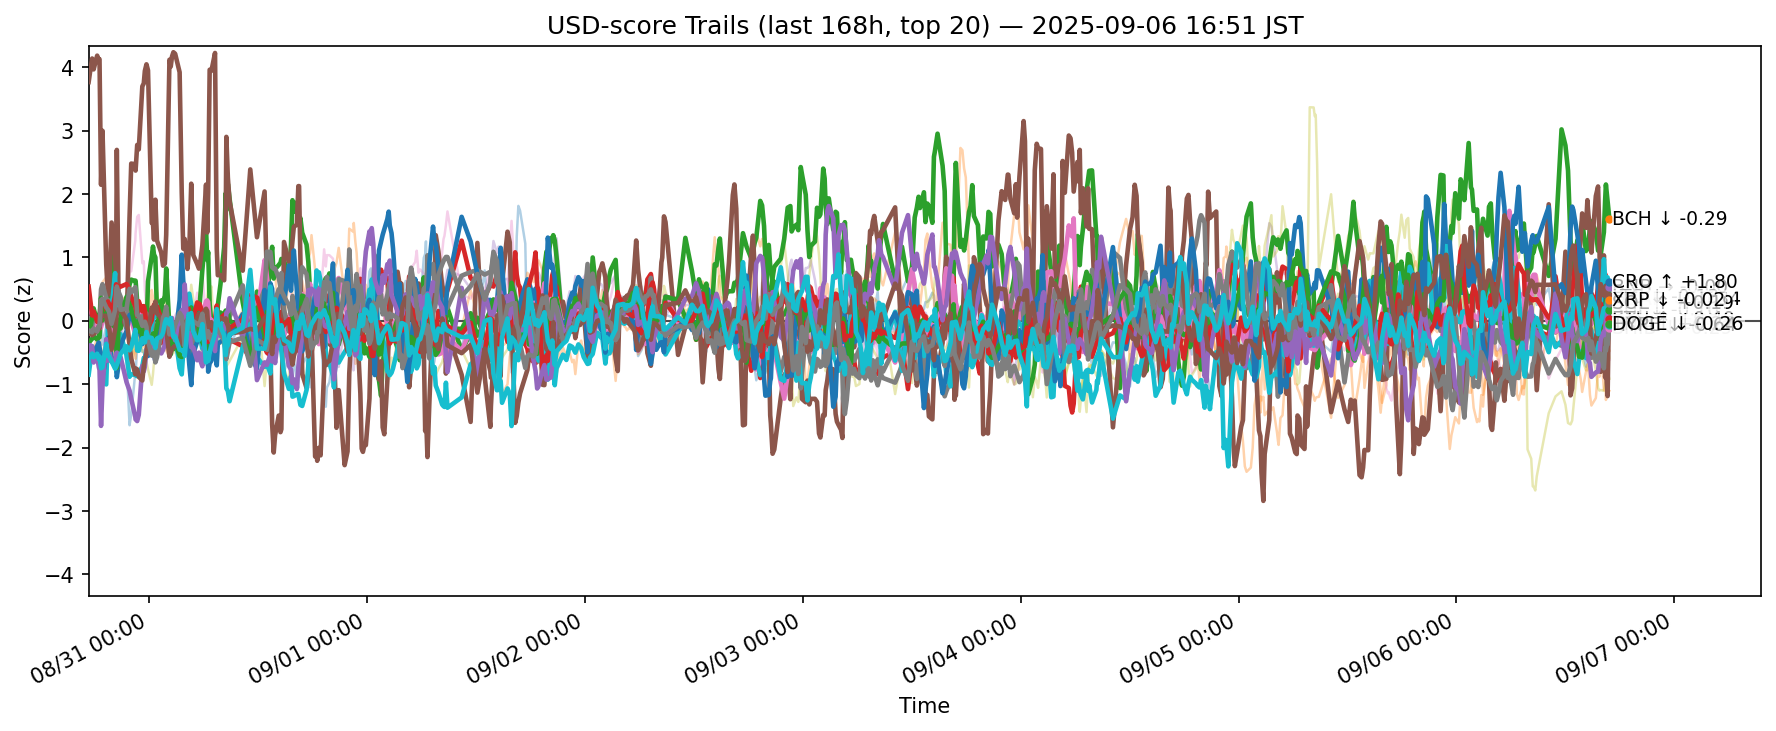 USD-score Trails (last 168h, top 20) — 2025-09-06 16:51 JST
Score (z)
4
3
2
1
0
−1
−2
−3
−4
BCH ↓ -0.29
CRO ↑ +1.80
XRP ↓
DOGE ↓ -0.26
08/31 00:00
09/01 00:00
09/02 00:00
09/03 00:00
09/04 00:00
09/05 00:00
09/06 00:00
09/07 00:00
Time